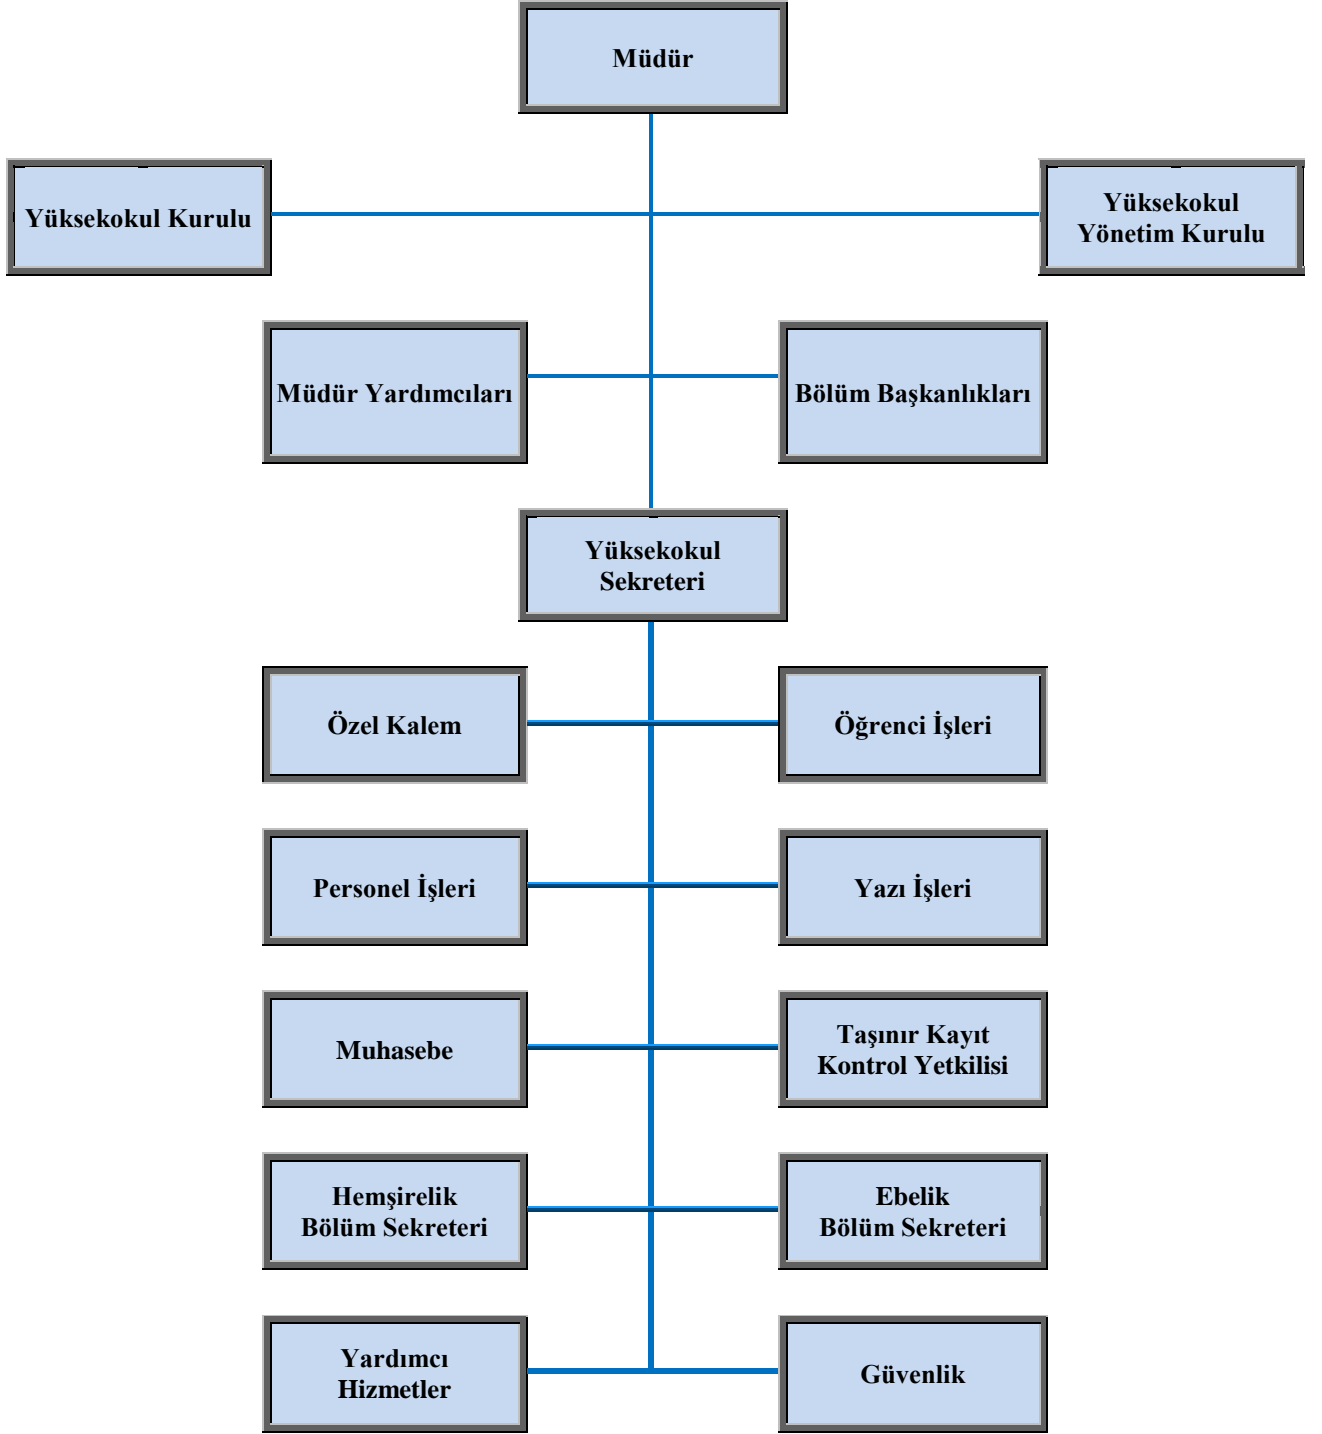 Müdür
Yüksekokul Kurulu
Yüksekokul
Yönetim Kurulu
Müdür Yardımcıları
Bölüm Başkanlıkları
Yüksekokul
Sekreteri
Özel Kalem
Öğrenci İşleri
Personel İşleri
Yazı İşleri
Muhasebe
Taşınır Kayıt
Kontrol Yetkilisi
Hemşirelik
Bölüm Sekreteri
Ebelik
Bölüm Sekreteri
Yardımcı
Hizmetler
Güvenlik